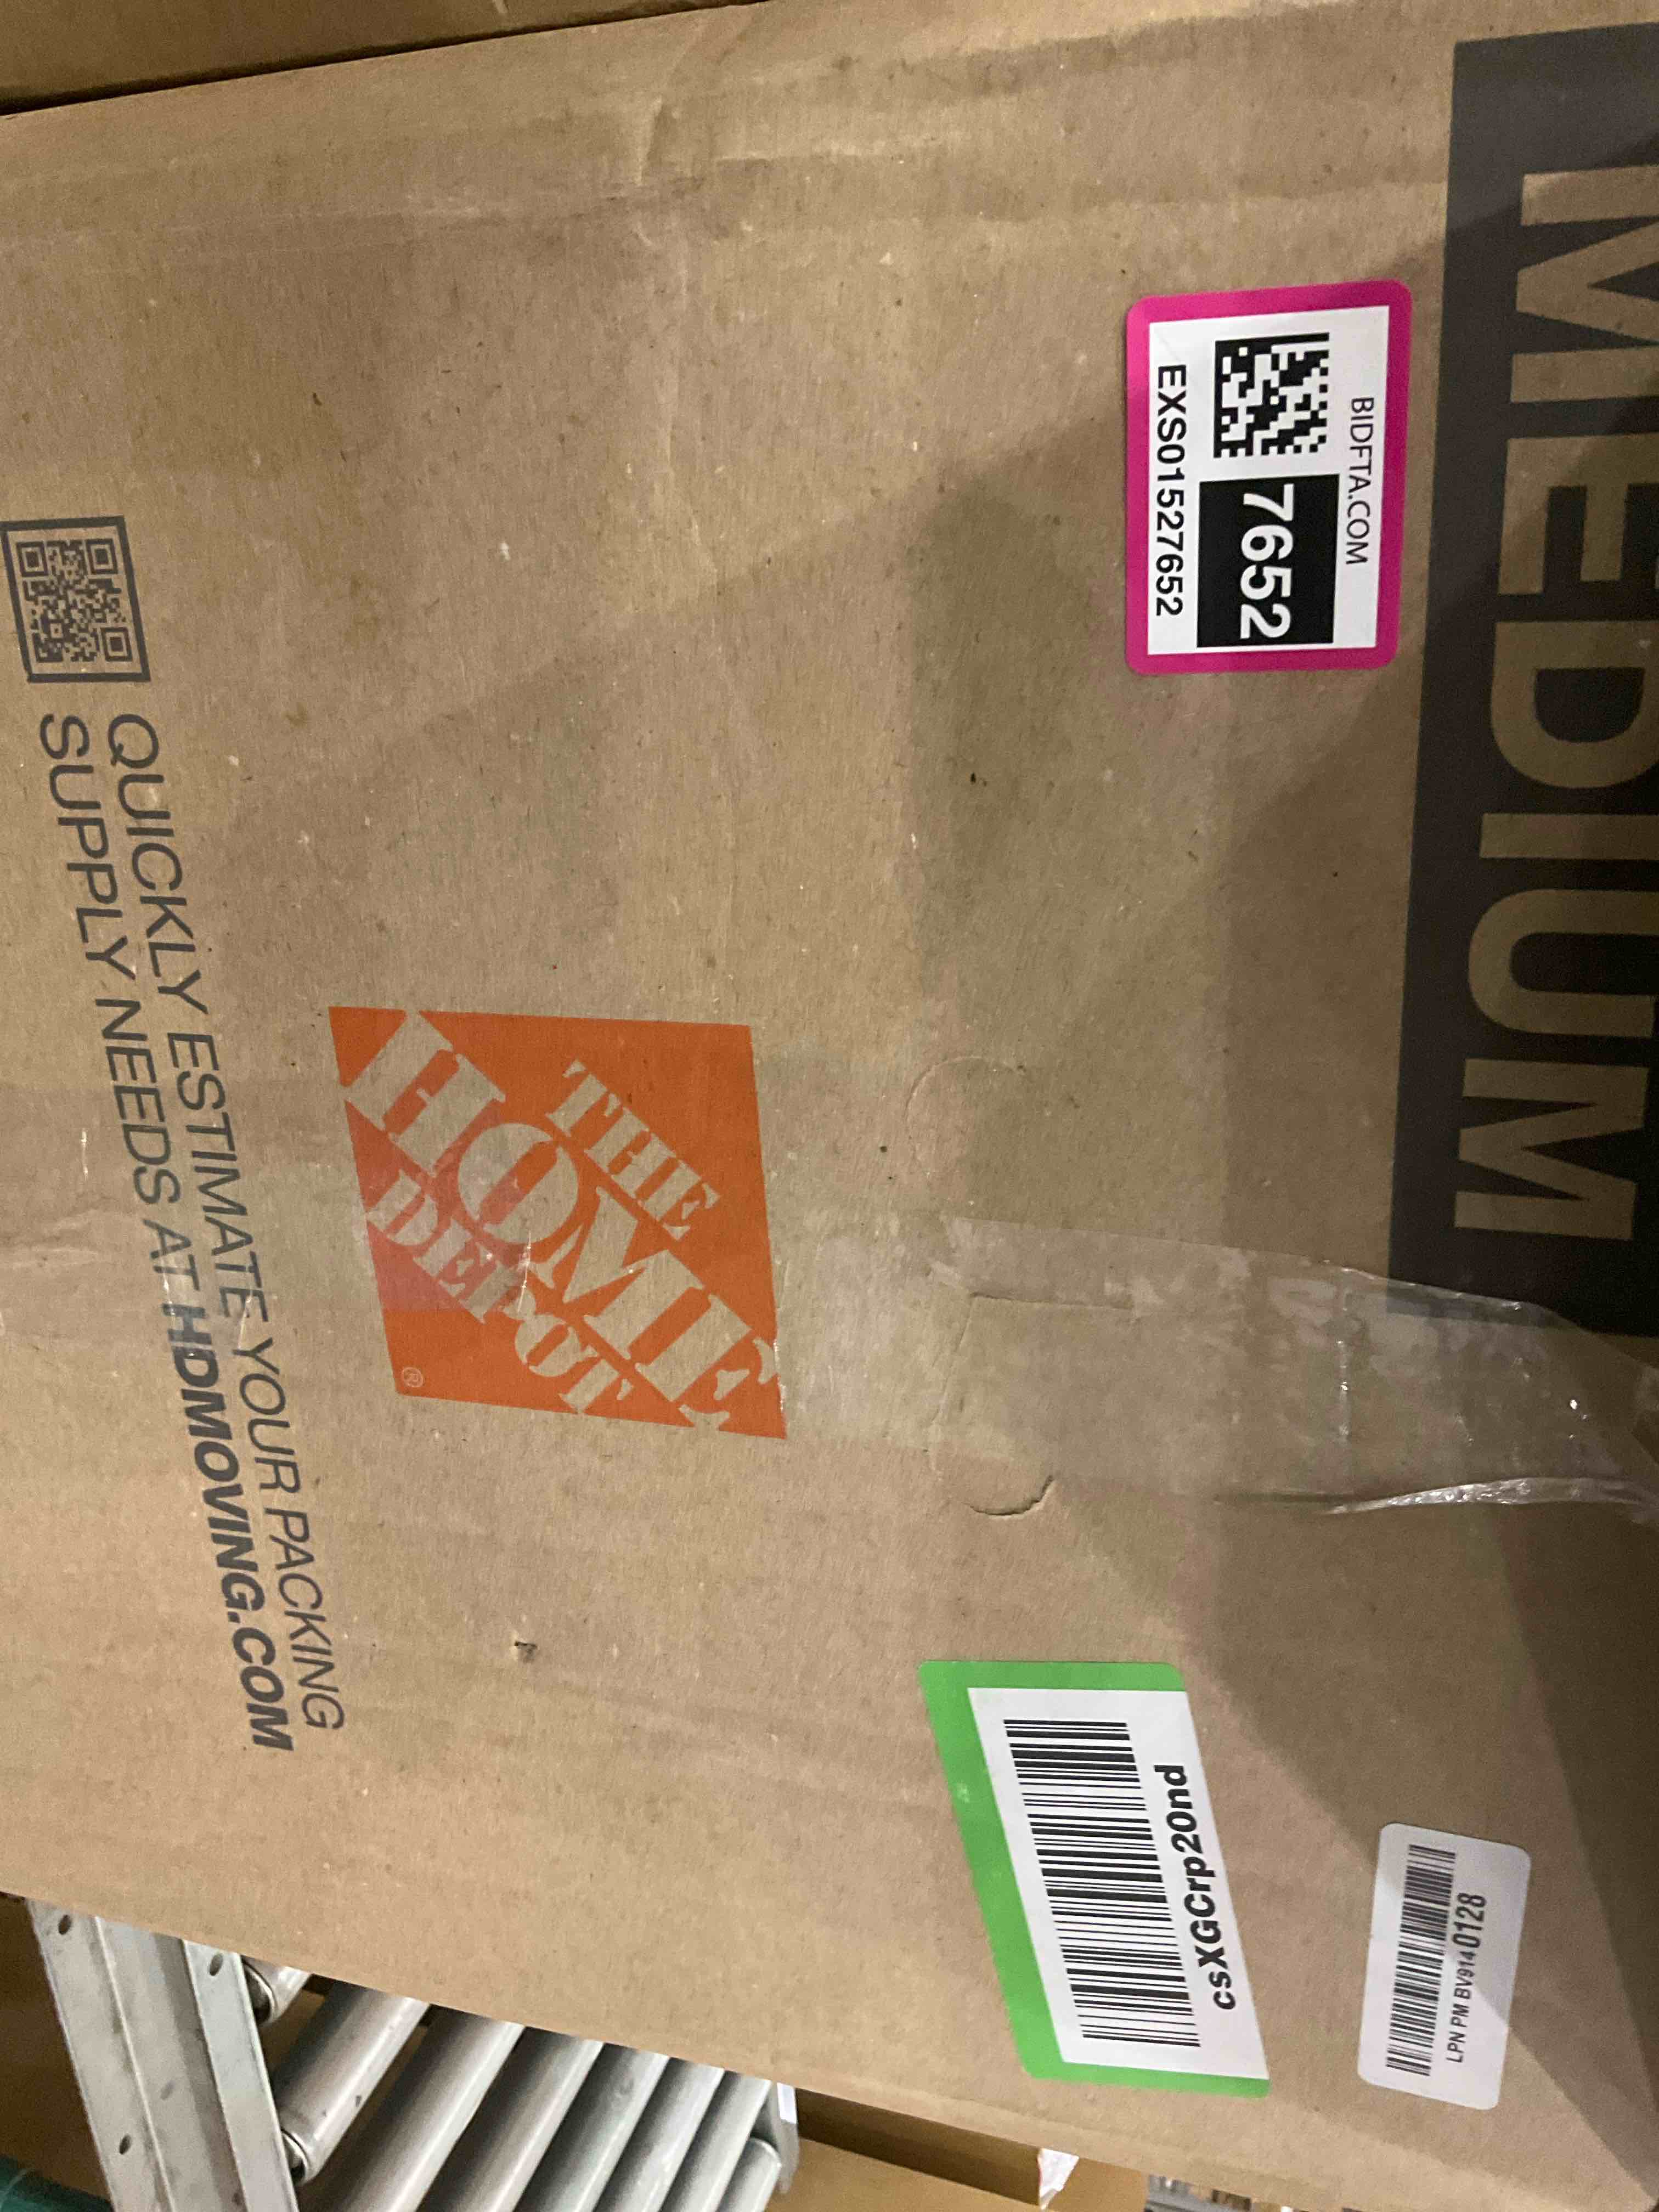 MEDIUM
BIDFTA.COM
7652
EXS01527652
THE
HOME
DEPOT
®
QUICKLY ESTIMATE YOUR PACKING
SUPPLY NEEDS AT HDMOVING.COM
csXGCrp20nd
LPN PM BV9140128